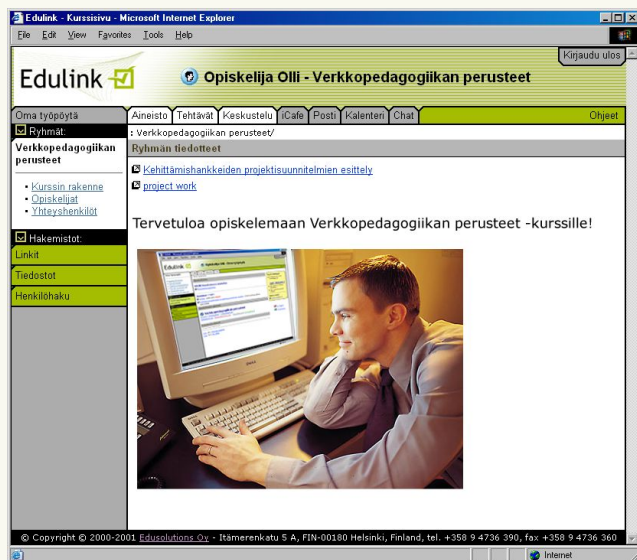 Edulink - Kurssisivu - Microsoft Internet Explorer
File Edit View Favorites Tools Help
Kirjaudu ulos
Edulink
Opiskelija Olli - Verkkopedagogiikan perusteet
Oma työpöytä Aineisto Tehtävät Keskustelu iCafe Posti Kalenteri Chat Ohjeet
Ryhmät:
: Verkkopedagogiikan perusteet/
Verkkopedagogiikan
perusteet
Ryhmän tiedotteet
Kehittämishankkeiden projektisuunnitelmien esittely
project work
• Kurssin rakenne
• Opiskelijat
• Yhteyshenkilöt
Tervetuloa opiskelemaan Verkkopedagogiikan perusteet -kurssille!
Hakemistot:
Linkit
Tiedostot
Henkilöhaku
Edulink
© Copyright © 2000-2001 Edusolutions Oy - Itämerenkatu 5 A, FIN-00180 Helsinki, Finland, tel. +358 9 4736 390, fax +358 9 4736 360
Internet